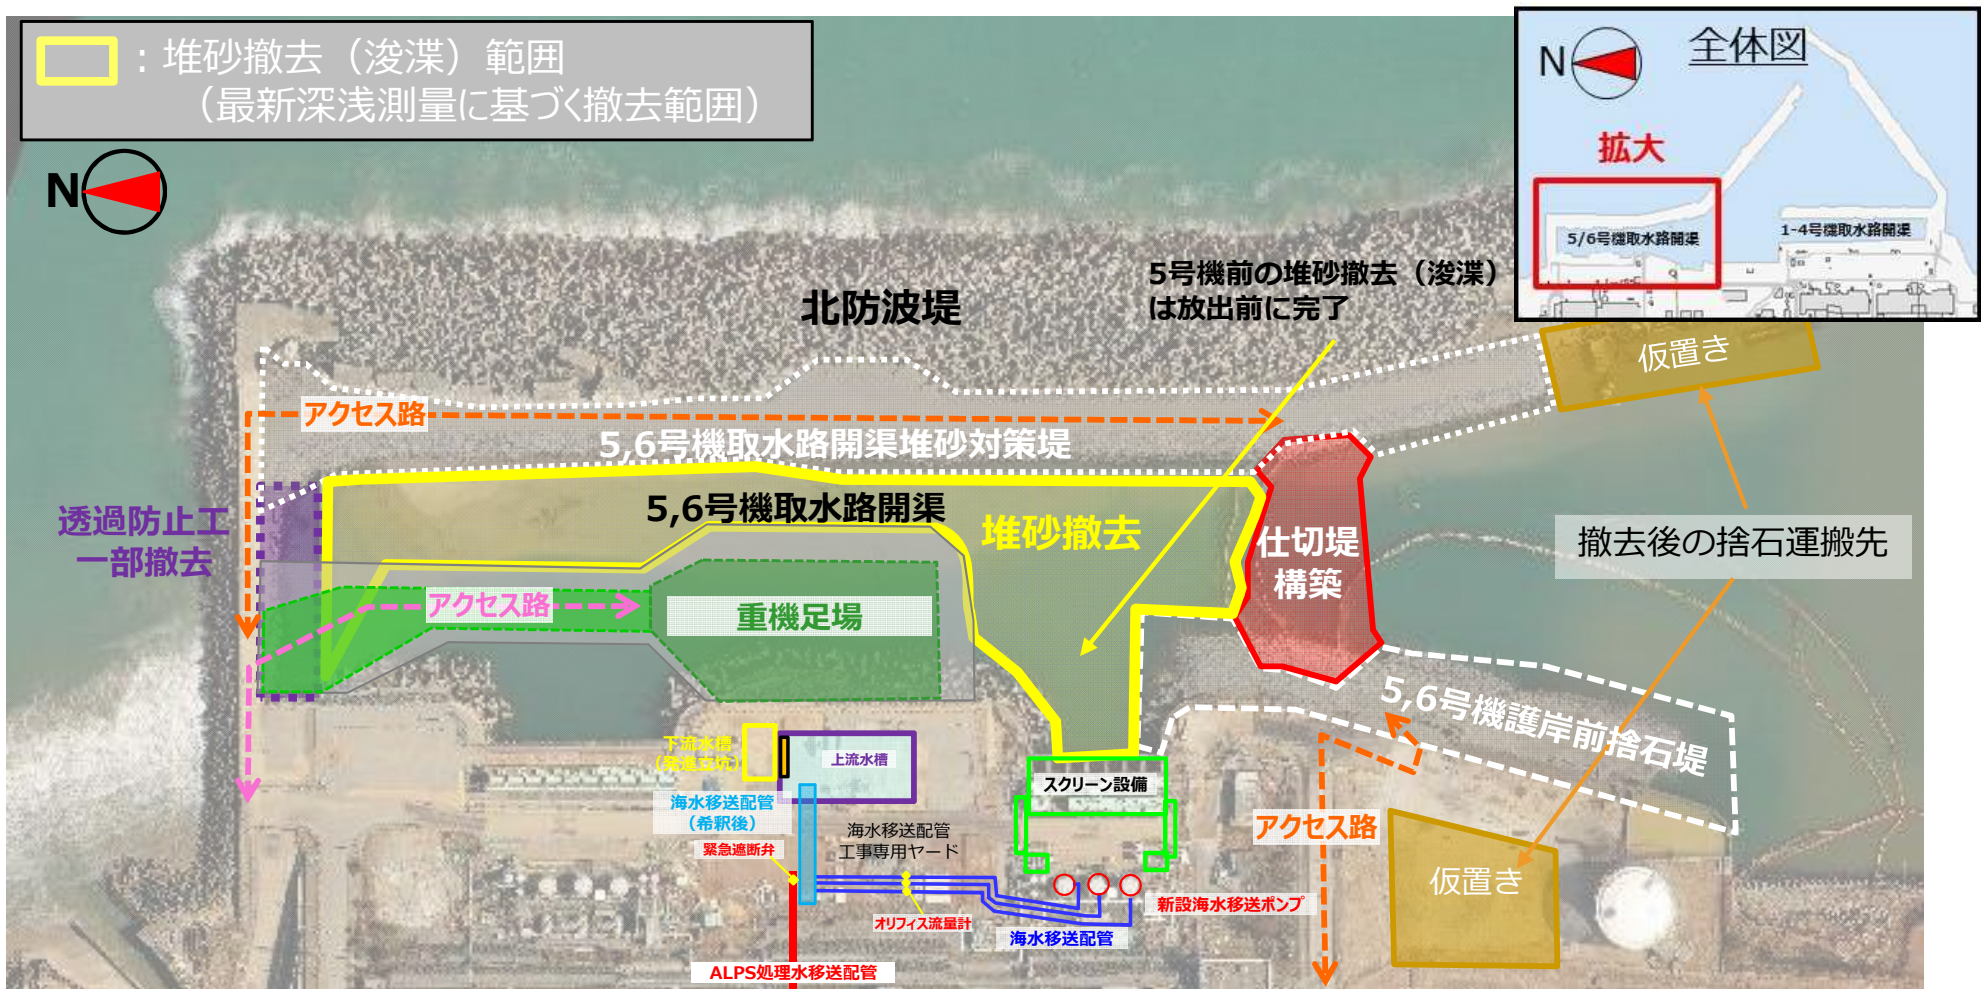 ：堆砂撤去（浚渫）範囲
（最新深浅測量に基づく撤去範囲）
N
N
全体図
拡大
5/6号機取水路開渠
1-4号機取水路開渠
5号機前の堆砂撤去（浚渫）
は放出前に完了
北防波堤
仮置き
アクセス路
5,6号機取水路開渠堆砂対策堤
透過防止工
一部撤去
5,6号機取水路開渠
堆砂撤去
仕切堤
構築
撤去後の捨石運搬先
アクセス路
重機足場
5,6号機護岸前捨石堤
下流水槽
（発進立坑）
上流水槽
スクリーン設備
海水移送配管
（希釈後）
海水移送配管
工事専用ヤード
緊急遮断弁
アクセス路
仮置き
オリフィス流量計
新設海水移送ポンプ
海水移送配管
ALPS処理水移送配管